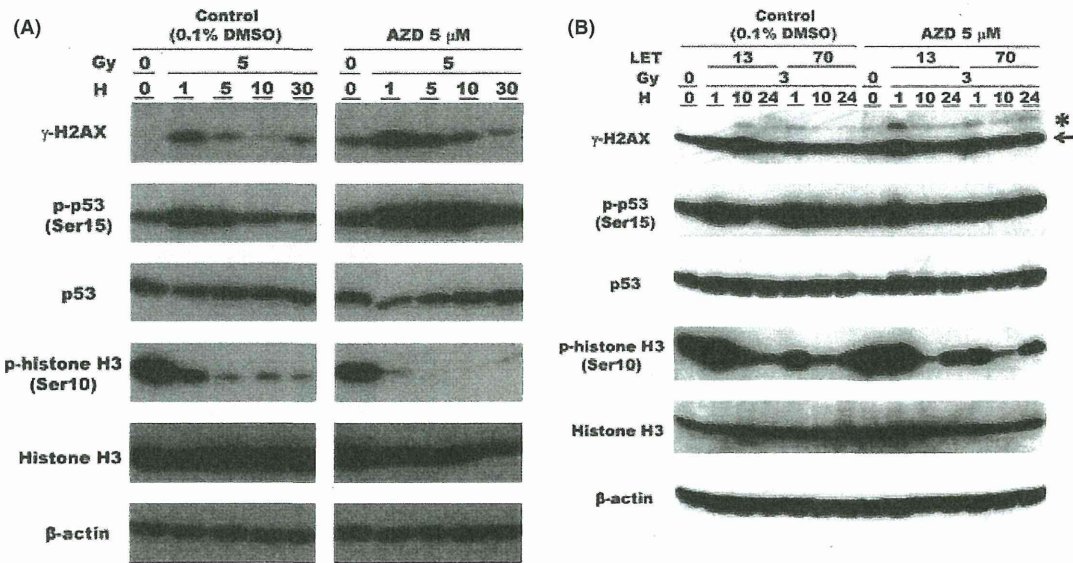 (A)
Control
(0.1% DMSO)
AZD 5 μM
Gy 0 5 0 5
H 0 1 5 10 30 0 1 5 10 30
γ-H2AX
p-p53
(Ser15)
p53
p-histone H3
(Ser10)
Histone H3
β-actin
(B)
Control
(0.1% DMSO)
AZD 5 μM
LET 13 70 13 70
Gy 0 3 0 3
H 0 1 10 24 1 10 24 0 1 10 24 1 10 24
γ-H2AX
*
←
p-p53
(Ser15)
p53
p-histone H3
(Ser10)
Histone H3
β-actin